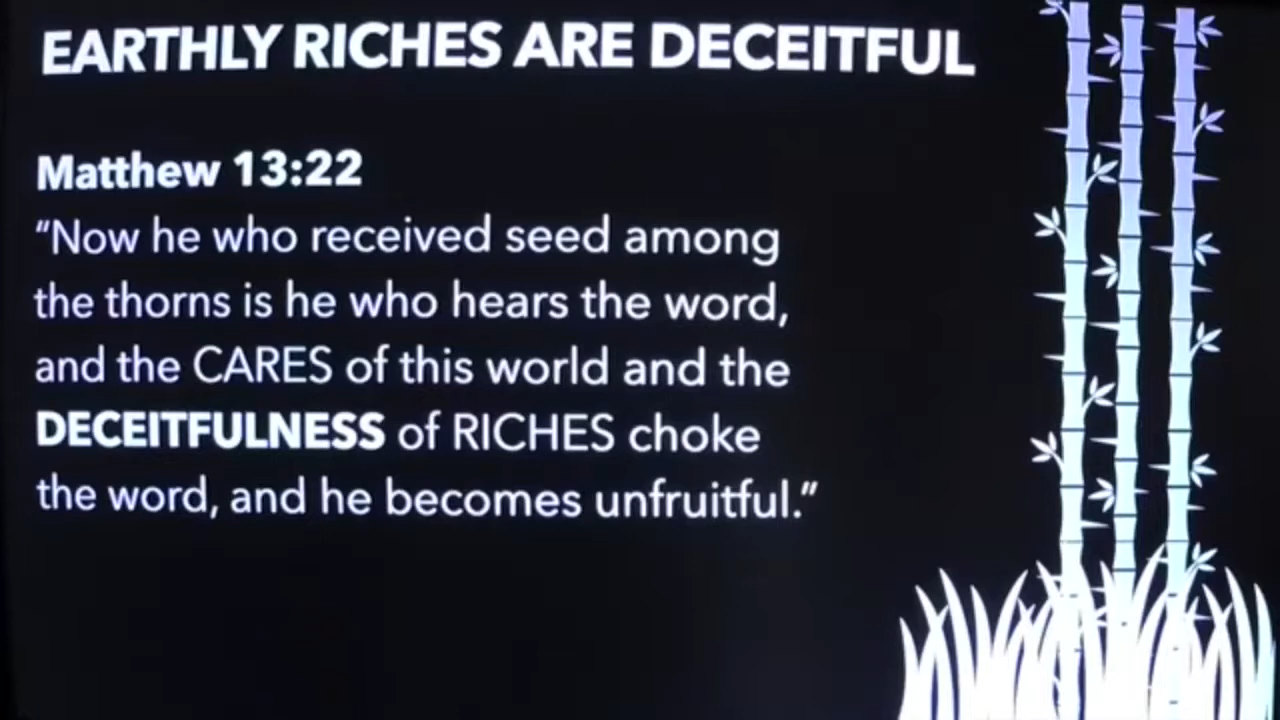 EARTHLY RICHES ARE DECEITFUL
Matthew 13:22
“Now he who received seed among
the thorns is he who hears the word,
and the CARES of this world and the
DECEITFULNESS of RICHES choke
the word, and he becomes unfruitful.”